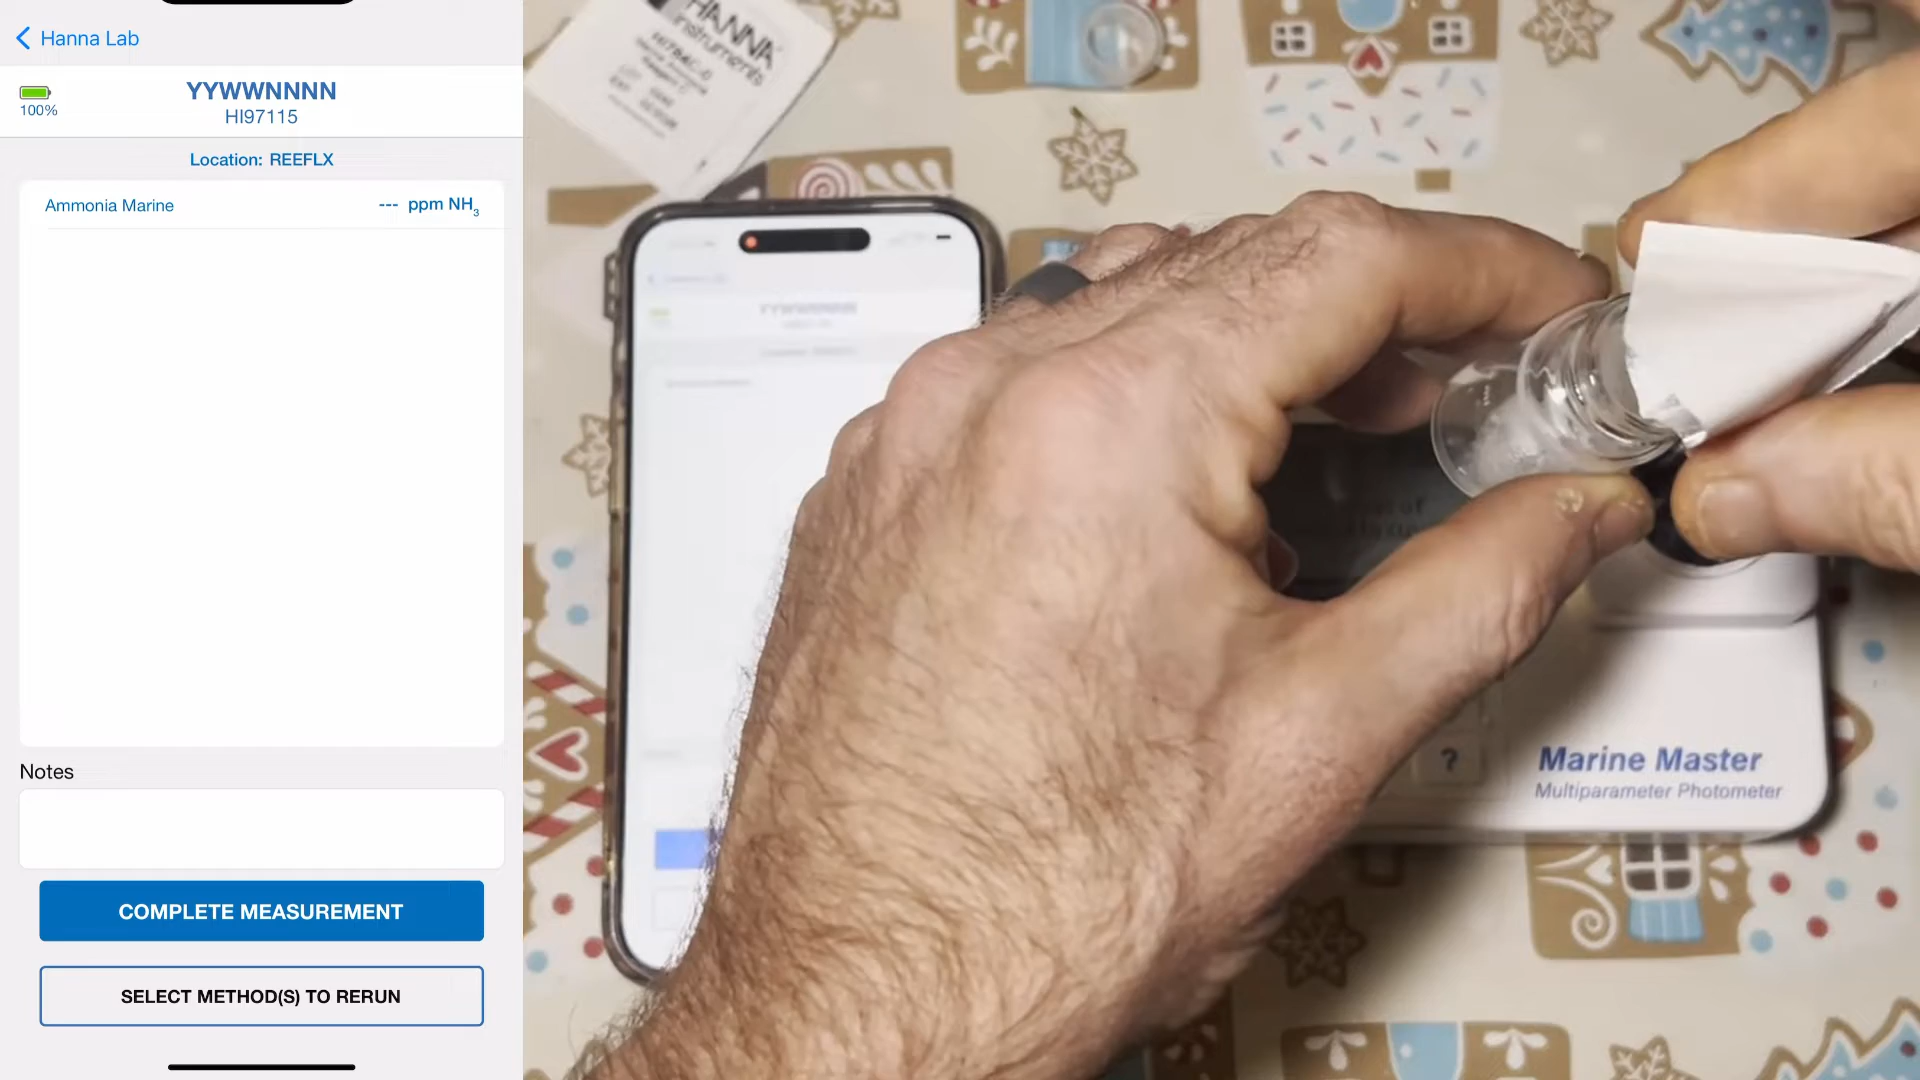 Hanna Lab
100%
YYWWNNNN
HI97115
Location: REEFLX
Ammonia Marine
--- ppm NH3
Notes
COMPLETE MEASUREMENT
SELECT METHOD(S) TO RERUN
HANNA
instruments
?
Marine Master
Multiparameter Photometer